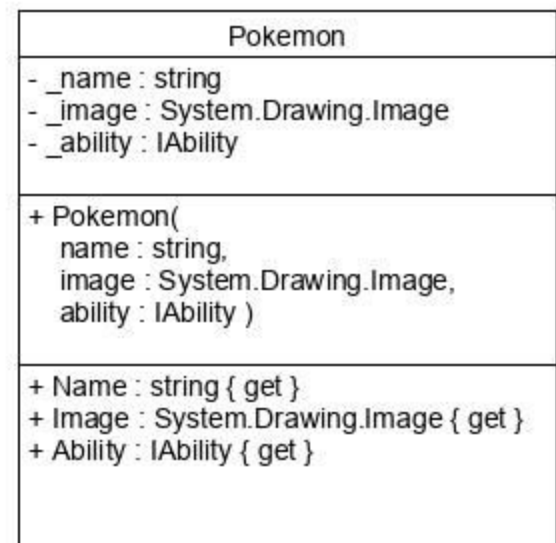 Pokemon
- _name : string
- _image : System.Drawing.Image
- _ability : IAbility
+ Pokemon(
name : string,
image : System.Drawing.Image,
ability : IAbility )
+ Name : string { get }
+ Image : System.Drawing.Image { get }
+ Ability : IAbility { get }